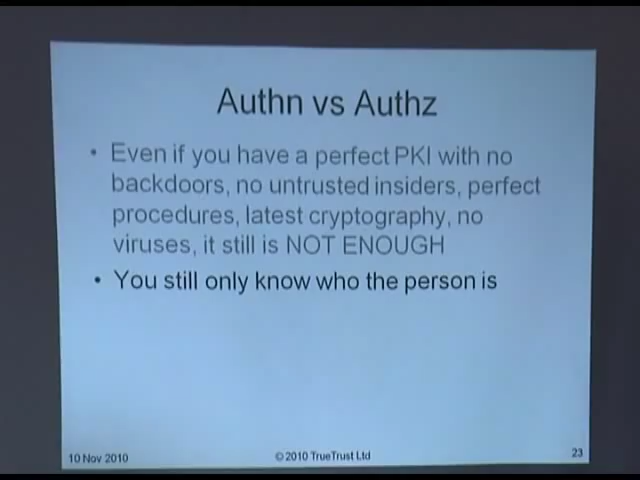 Authn vs Authz
• Even if you have a perfect PKI with no
backdoors, no untrusted insiders, perfect
procedures, latest cryptography, no
viruses, it still is NOT ENOUGH
• You still only know who the person is
10 Nov 2010
© 2010 TrueTrust Ltd
23